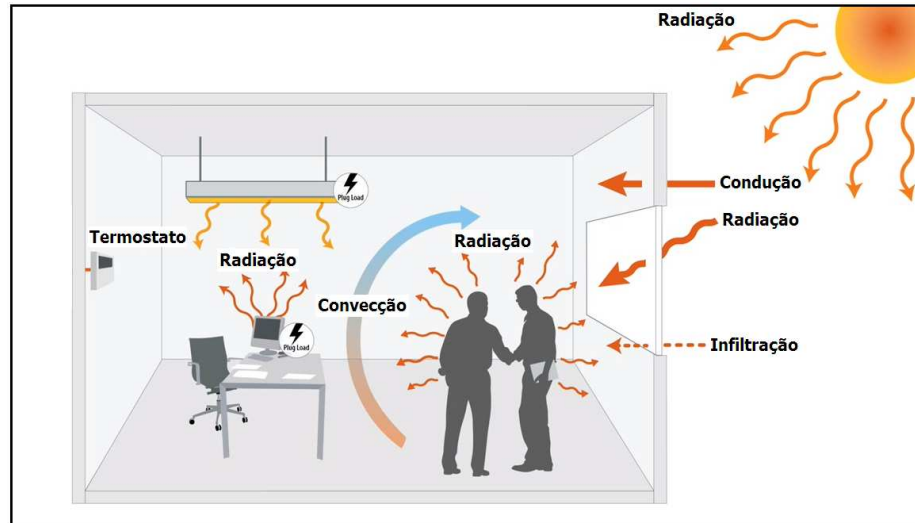 Radiação
Plug Load
Condução
Radiação
Termostato
Radiação
Radiação
Convecção
Plug Load
Infiltração